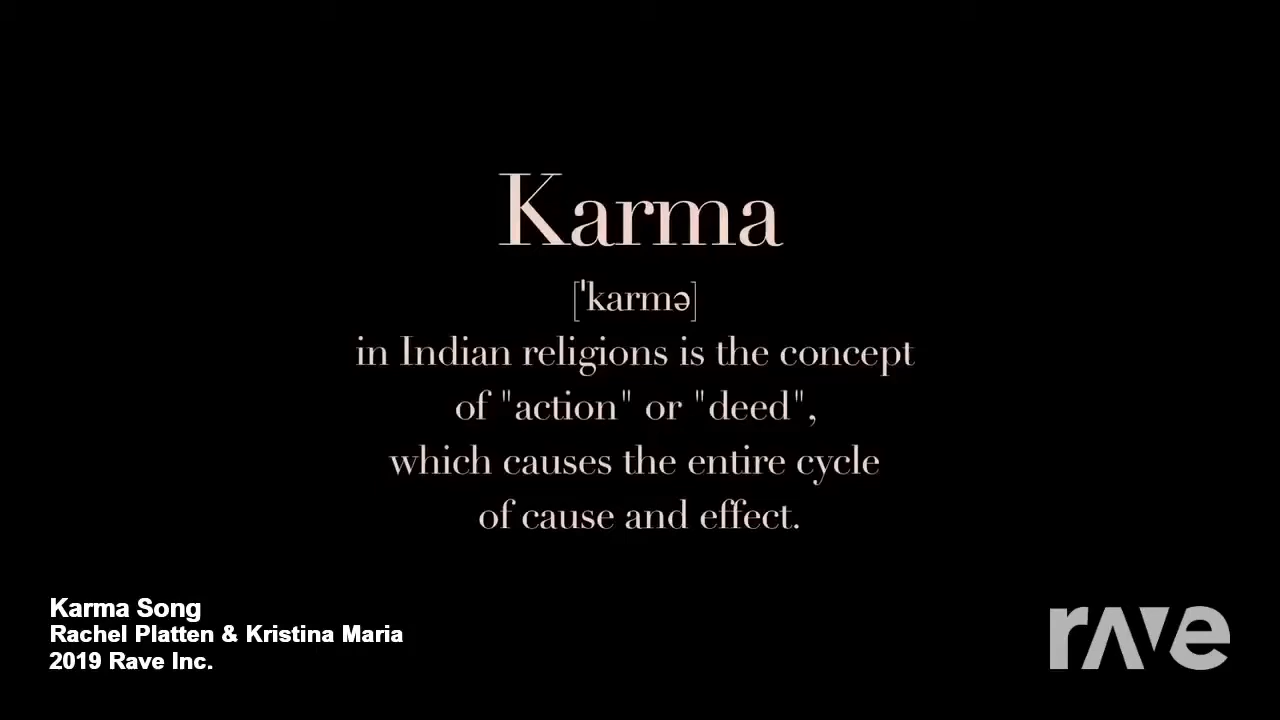 Karma
['karmə]
in Indian religions is the concept
of "action" or "deed",
which causes the entire cycle
of cause and effect.
Karma Song
Rachel Platten & Kristina Maria
2019 Rave Inc.
rave